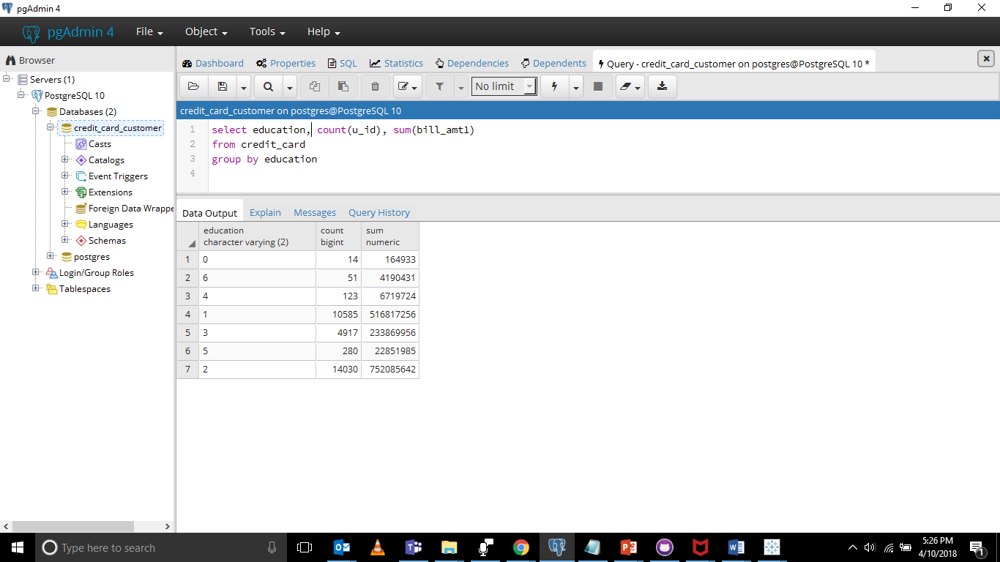 pgAdmin 4
pgAdmin 4 File Object Tools Help
Browser
Servers (1)
PostgreSQL 10
Databases (2)
credit_card_customer
Casts
Catalogs
Event Triggers
Extensions
Foreign Data Wrappe
Languages
Schemas
postgres
Login/Group Roles
Tablespaces
Dashboard Properties SQL Statistics Dependencies Dependents Query - credit_card_customer on postgres@PostgreSQL 10 *
No limit
credit_card_customer on postgres@PostgreSQL 10
1 select education, count(u_id), sum(bill_amt1)
2 from credit_card
3 group by education
4
Data Output Explain Messages Query History
education count sum
character varying (2) bigint numeric
1 0 14 164933
2 6 51 4190431
3 4 123 6719724
4 1 10585 516817256
5 3 4917 233869956
6 5 280 22851985
7 2 14030 752085642
Type here to search
5:26 PM
4/10/2018
1